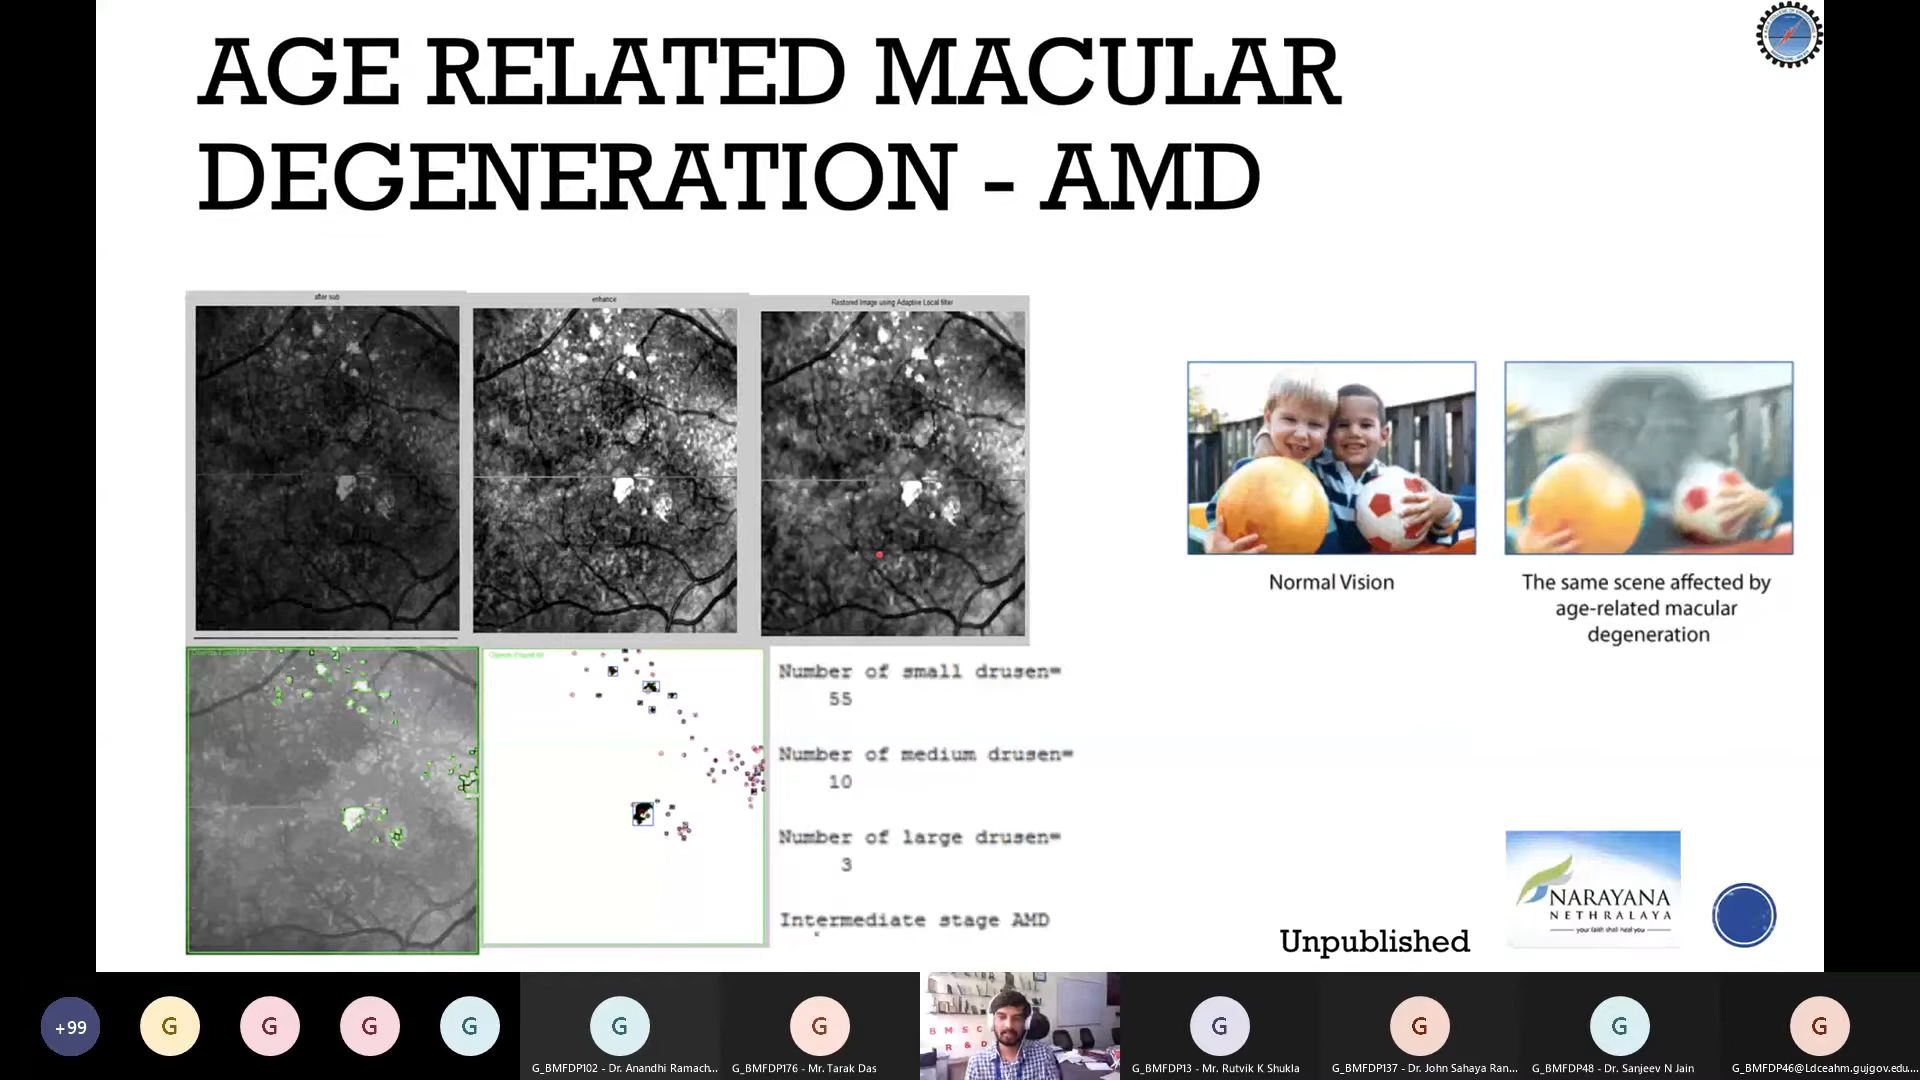 AGE RELATED MACULAR
DEGENERATION - AMD
after sub
enhance
Restored Image using Adaptive Local filter
Number of small drusen=
55
Number of medium drusen=
10
Number of large drusen=
3
Intermediate stage AMD
Normal Vision
The same scene affected by
age-related macular
degeneration
Unpublished
NARAYANA
NETHRALAYA
your faith shall heal you
+99
G
G
G
G
G
G
G
G
G
G
BMSC
R & D
G_BMFDP102 - Dr. Anandhi Ramach...
G_BMFDP176 - Mr. Tarak Das
G_BMFDP13 - Mr. Rutvik K Shukla
G_BMFDP137 - Dr. John Sahaya Ran...
G_BMFDP48 - Dr. Sanjeev N Jain
G_BMFDP46@Ldceahm.gujgov.edu....